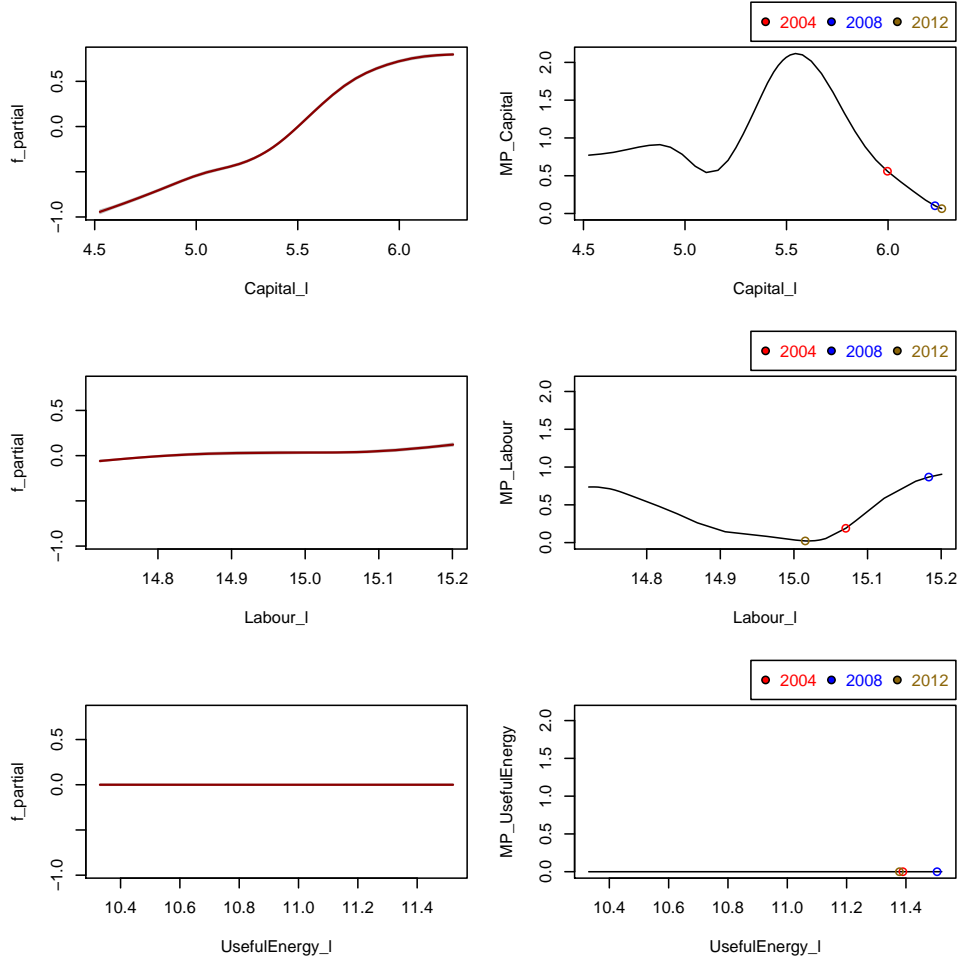 2004 2008 2012
f_partial
-1.0 0.0 0.5
4.5 5.0 5.5 6.0
Capital_l
MP_Capital
0.0 0.5 1.0 1.5 2.0
4.5 5.0 5.5 6.0
Capital_l
2004 2008 2012
f_partial
-1.0 0.0 0.5
14.8 14.9 15.0 15.1 15.2
Labour_l
MP_Labour
0.0 0.5 1.0 1.5 2.0
14.8 14.9 15.0 15.1 15.2
Labour_l
2004 2008 2012
f_partial
-1.0 0.0 0.5
10.4 10.6 10.8 11.0 11.2 11.4
UsefulEnergy_l
MP_UsefulEnergy
0.0 0.5 1.0 1.5 2.0
10.4 10.6 10.8 11.0 11.2 11.4
UsefulEnergy_l